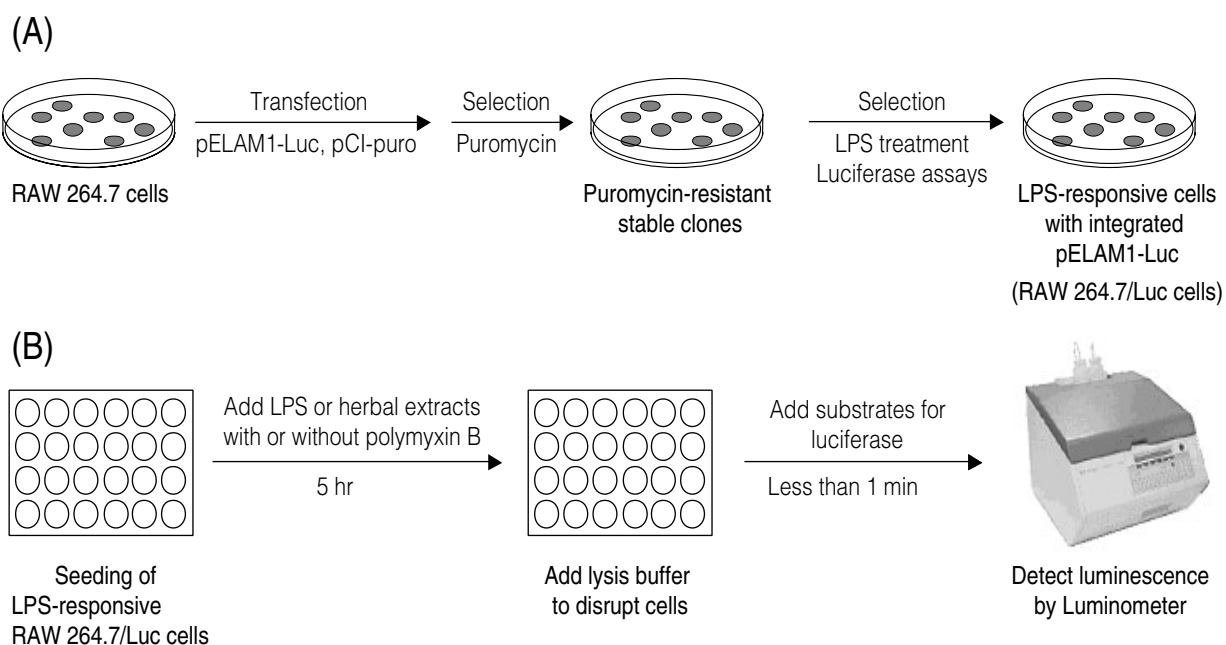 (A)
Transfection
pELAM1-Luc, pCI-puro
Selection
Puromycin
Selection
LPS treatment
Luciferase assays
RAW 264.7 cells
Puromycin-resistant
stable clones
LPS-responsive cells
with integrated
pELAM1-Luc
(RAW 264.7/Luc cells)
(B)
Add LPS or herbal extracts
with or without polymyxin B
5 hr
Add substrates for
luciferase
Less than 1 min
Seeding of
LPS-responsive
RAW 264.7/Luc cells
Add lysis buffer
to disrupt cells
Detect luminescence
by Luminometer